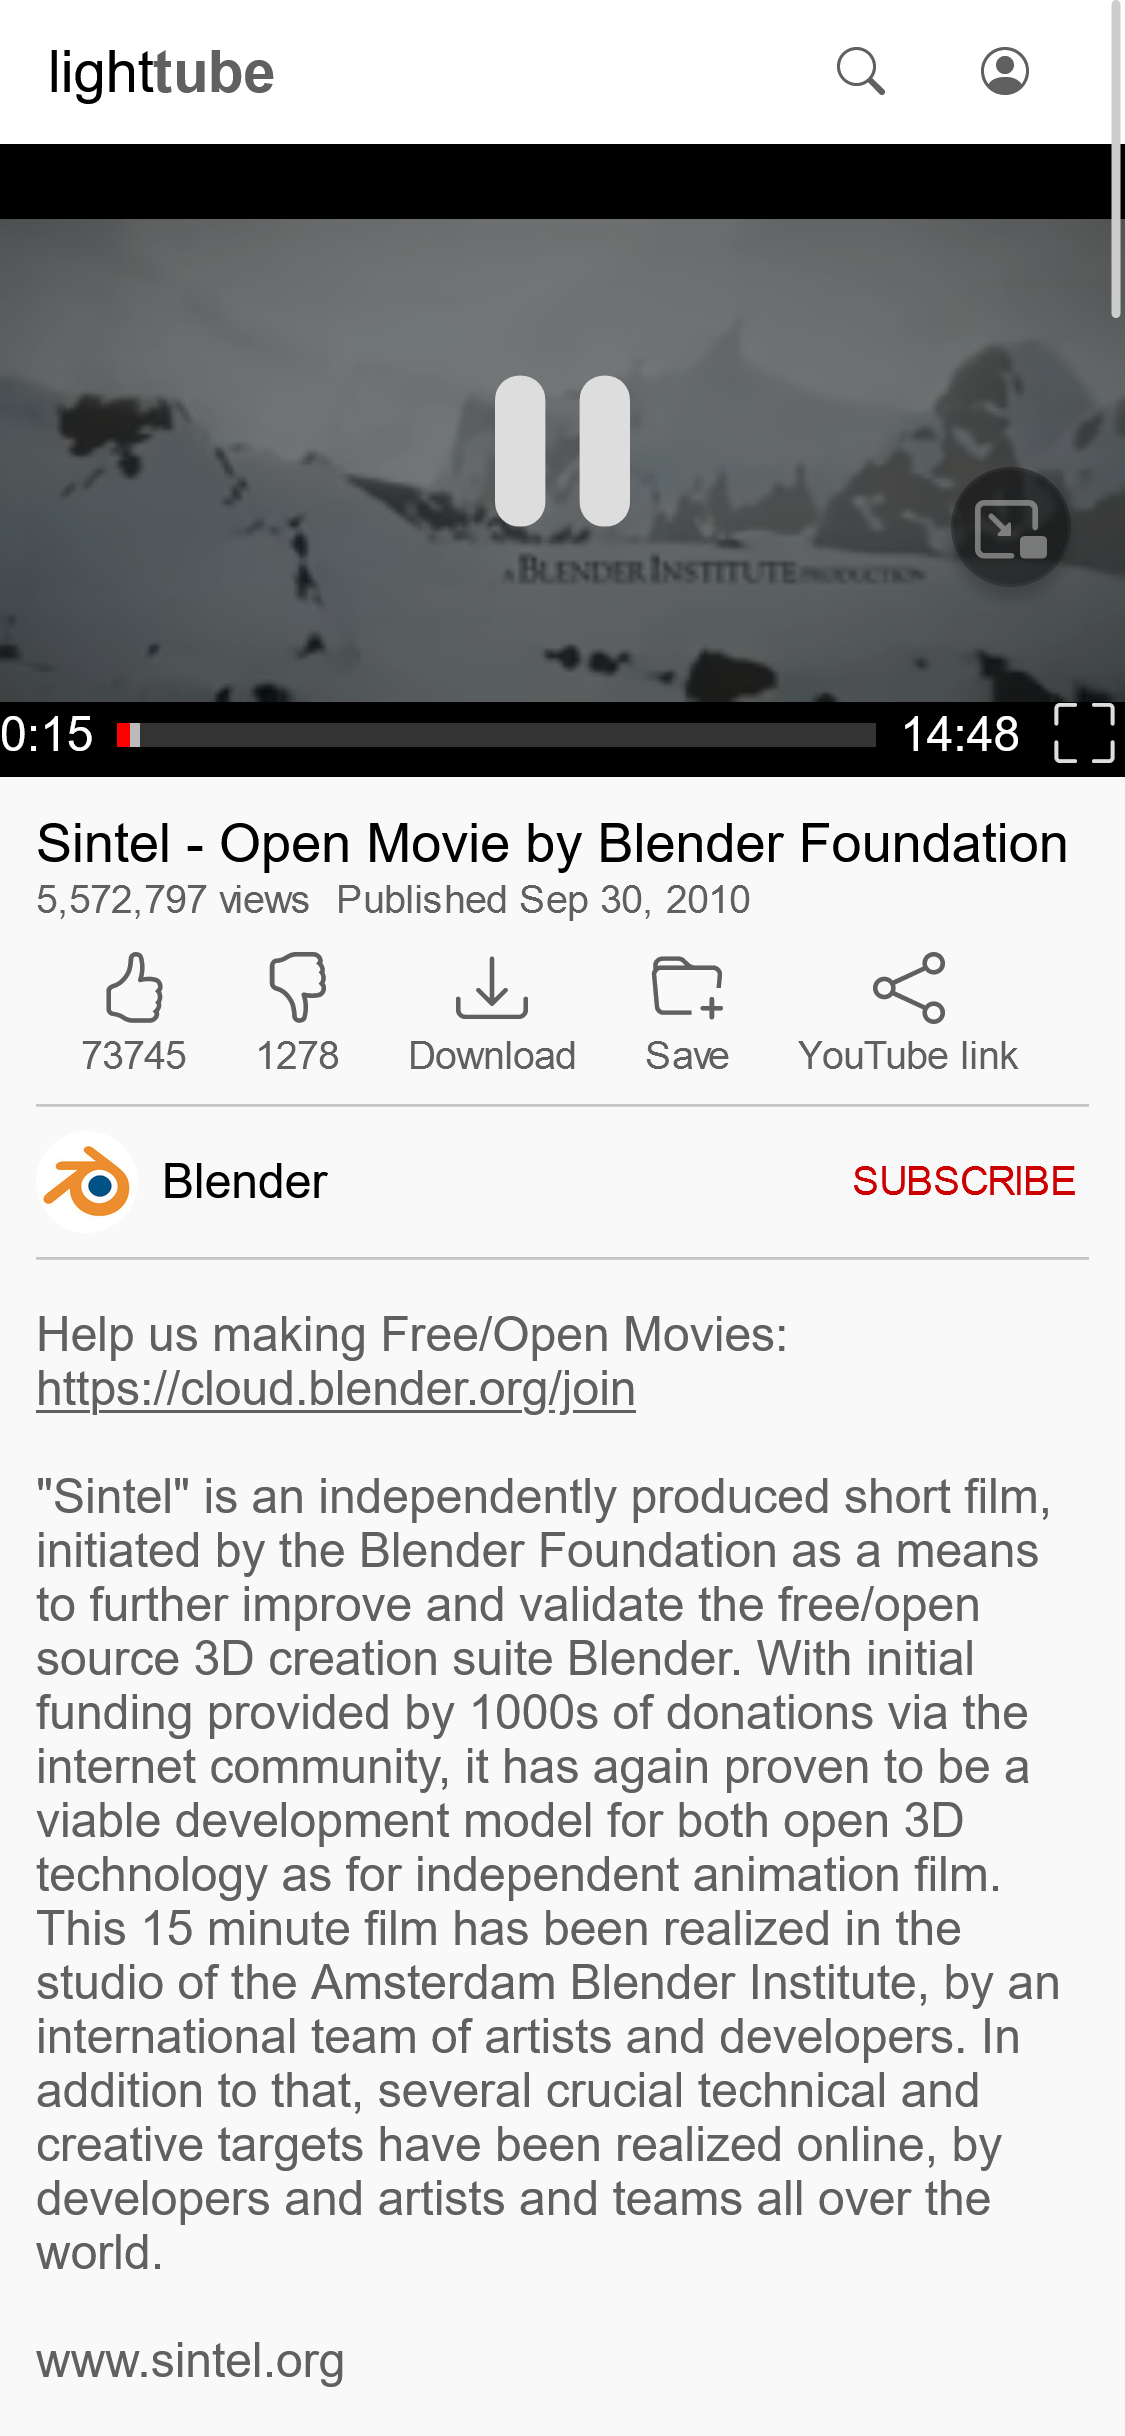 lighttube
A BLENDER INSTITUTE PRODUCTION
0:15
14:48
Sintel - Open Movie by Blender Foundation
5,572,797 views Published Sep 30, 2010
73745 1278 Download Save YouTube link
Blender SUBSCRIBE
Help us making Free/Open Movies:
https://cloud.blender.org/join
"Sintel" is an independently produced short film,
initiated by the Blender Foundation as a means
to further improve and validate the free/open
source 3D creation suite Blender. With initial
funding provided by 1000s of donations via the
internet community, it has again proven to be a
viable development model for both open 3D
technology as for independent animation film.
This 15 minute film has been realized in the
studio of the Amsterdam Blender Institute, by an
international team of artists and developers. In
addition to that, several crucial technical and
creative targets have been realized online, by
developers and artists and teams all over the
world.
www.sintel.org